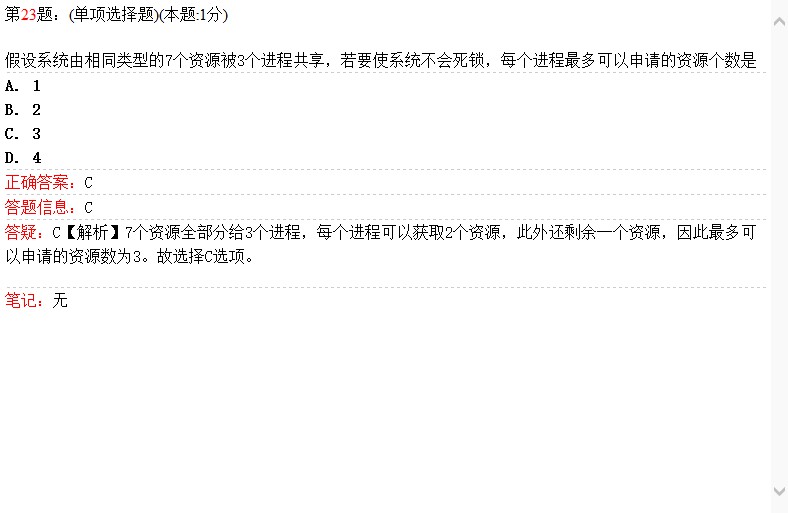 第23题：(单项选择题)(本题:1分)
假设系统由相同类型的7个资源被3个进程共享，若要使系统不会死锁，每个进程最多可以申请的资源个数是
A. 1
B. 2
C. 3
D. 4
正确答案：C
答题信息：C
答疑：C【解析】7个资源全部分给3个进程，每个进程可以获取2个资源，此外还剩余一个资源，因此最多可
以申请的资源数为3。故选择C选项。
笔记：无